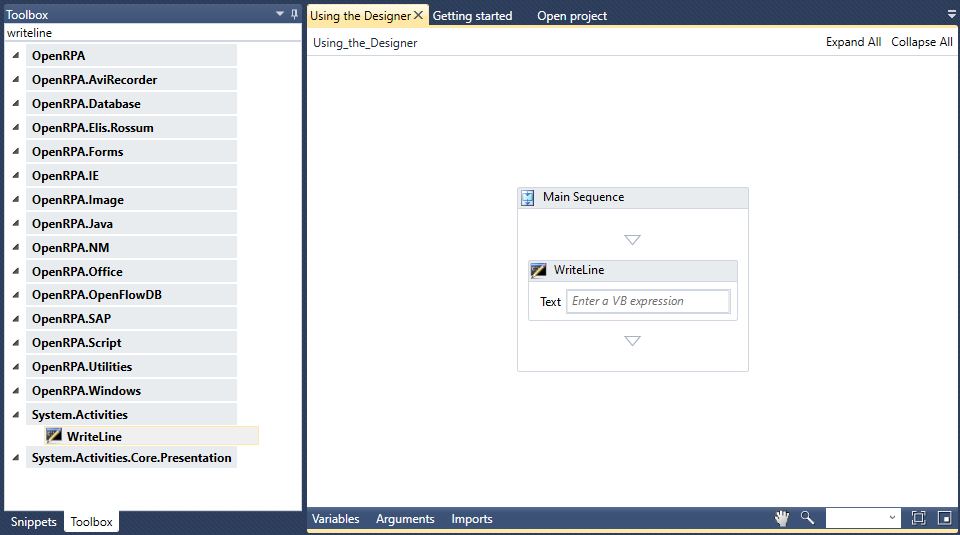 Toolbox
writeline
OpenRPA
OpenRPA.AviRecorder
OpenRPA.Database
OpenRPA.Elis.Rossum
OpenRPA.Forms
OpenRPA.IE
OpenRPA.Image
OpenRPA.Java
OpenRPA.NM
OpenRPA.Office
OpenRPA.OpenFlowDB
OpenRPA.SAP
OpenRPA.Script
OpenRPA.Utilities
OpenRPA.Windows
System.Activities
WriteLine
System.Activities.Core.Presentation
Snippets Toolbox
Using the Designer Getting started Open project
Using_the_Designer Expand All Collapse All
Main Sequence
WriteLine
Text Enter a VB expression
Variables Arguments Imports